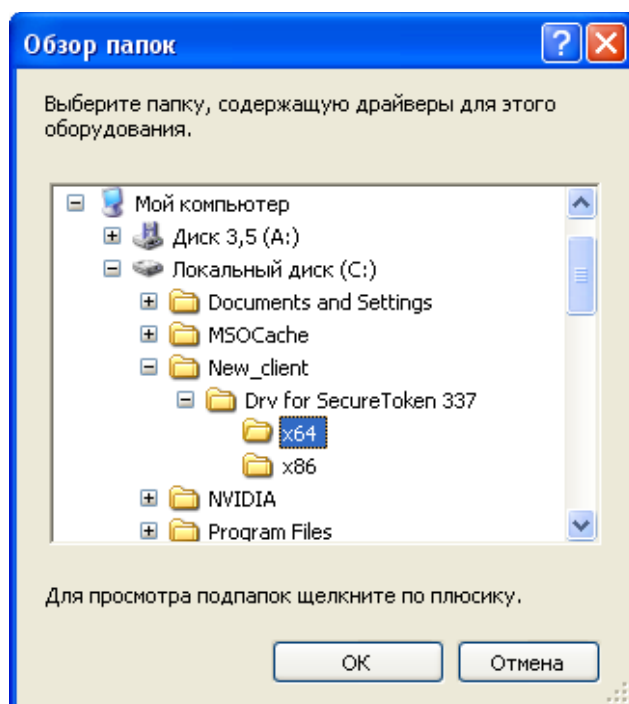 Обзор папок
Выберите папку, содержащую драйверы для этого
оборудования.
Мой компьютер
Диск 3,5 (A:)
Локальный диск (C:)
Documents and Settings
MSOCache
New_client
Drv for SecureToken 337
x64
x86
NVIDIA
Program Files
Для просмотра подпапок щелкните по плюсику.
ОК
Отмена